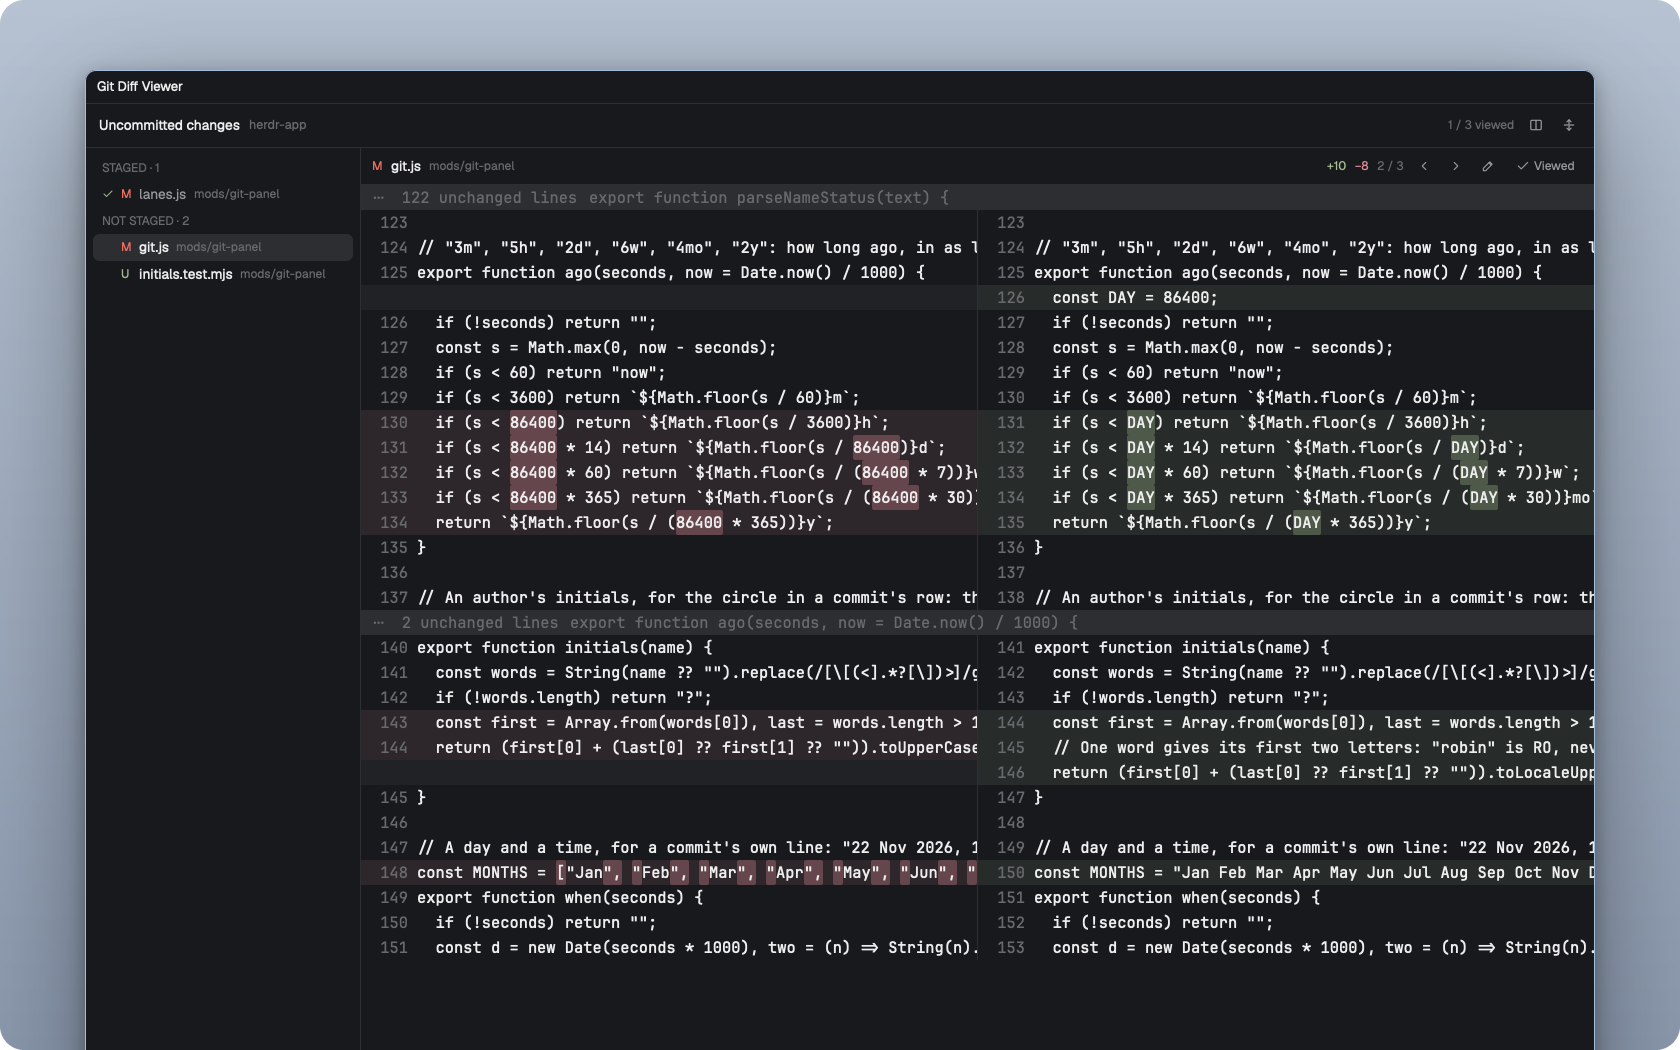 Git Diff Viewer
Uncommitted changes herdr-app
1 / 3 viewed
STAGED · 1
M lanes.js mods/git-panel
NOT STAGED · 2
M git.js mods/git-panel
U initials.test.mjs mods/git-panel
M git.js mods/git-panel
+10 −8 2 / 3 Viewed
··· 122 unchanged lines export function parseNameStatus(text) {
123
124 // "3m", "5h", "2d", "6w", "4mo", "2y": how long ago, in as l
125 export function ago(seconds, now = Date.now() / 1000) {
126   if (!seconds) return "";
127   const s = Math.max(0, now - seconds);
128   if (s < 60) return "now";
129   if (s < 3600) return `${Math.floor(s / 60)}m`;
130   if (s < 86400) return `${Math.floor(s / 3600)}h`;
131   if (s < 86400 * 14) return `${Math.floor(s / 86400)}d`;
132   if (s < 86400 * 60) return `${Math.floor(s / (86400 * 7))}w
133   if (s < 86400 * 365) return `${Math.floor(s / (86400 * 30))
134   return `${Math.floor(s / (86400 * 365))}y`;
135 }
136
137 // An author's initials, for the circle in a commit's row: th
123
124 // "3m", "5h", "2d", "6w", "4mo", "2y": how long ago, in as l
125 export function ago(seconds, now = Date.now() / 1000) {
126   const DAY = 86400;
127   if (!seconds) return "";
128   const s = Math.max(0, now - seconds);
129   if (s < 60) return "now";
130   if (s < 3600) return `${Math.floor(s / 60)}m`;
131   if (s < DAY) return `${Math.floor(s / 3600)}h`;
132   if (s < DAY * 14) return `${Math.floor(s / DAY)}d`;
133   if (s < DAY * 60) return `${Math.floor(s / (DAY * 7))}w`;
134   if (s < DAY * 365) return `${Math.floor(s / (DAY * 30))}mo`
135   return `${Math.floor(s / (DAY * 365))}y`;
136 }
137
138 // An author's initials, for the circle in a commit's row: th
··· 2 unchanged lines export function ago(seconds, now = Date.now() / 1000) {
140 export function initials(name) {
141   const words = String(name ?? "").replace(/[\[(<].*?[\])>]/g
142   if (!words.length) return "?";
143   const first = Array.from(words[0]), last = words.length > 1
144   return (first[0] + (last[0] ?? first[1] ?? "")).toUpperCase
145 }
146
147 // A day and a time, for a commit's own line: "22 Nov 2026, 1
148 const MONTHS = ["Jan", "Feb", "Mar", "Apr", "May", "Jun", "
149 export function when(seconds) {
150   if (!seconds) return "";
151   const d = new Date(seconds * 1000), two = (n) => String(n).
141 export function initials(name) {
142   const words = String(name ?? "").replace(/[\[(<].*?[\])>]/g
143   if (!words.length) return "?";
144   const first = Array.from(words[0]), last = words.length > 1
145   // One word gives its first two letters: "robin" is RO, nev
146   return (first[0] + (last[0] ?? first[1] ?? "")).toLocaleUpp
147 }
148
149 // A day and a time, for a commit's own line: "22 Nov 2026, 1
150 const MONTHS = "Jan Feb Mar Apr May Jun Jul Aug Sep Oct Nov D
151 export function when(seconds) {
152   if (!seconds) return "";
153   const d = new Date(seconds * 1000), two = (n) => String(n).